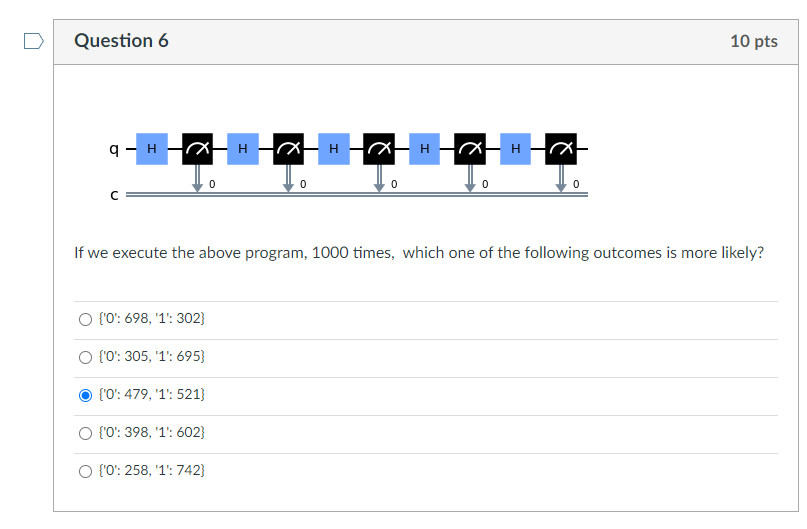 Question 6 10 pts
q H H H H H
0 0 0 0 0
c
If we execute the above program, 1000 times, which one of the following outcomes is more likely?
{'0': 698, '1': 302}
{'0': 305, '1': 695}
{'0': 479, '1': 521}
{'0': 398, '1': 602}
{'0': 258, '1': 742}